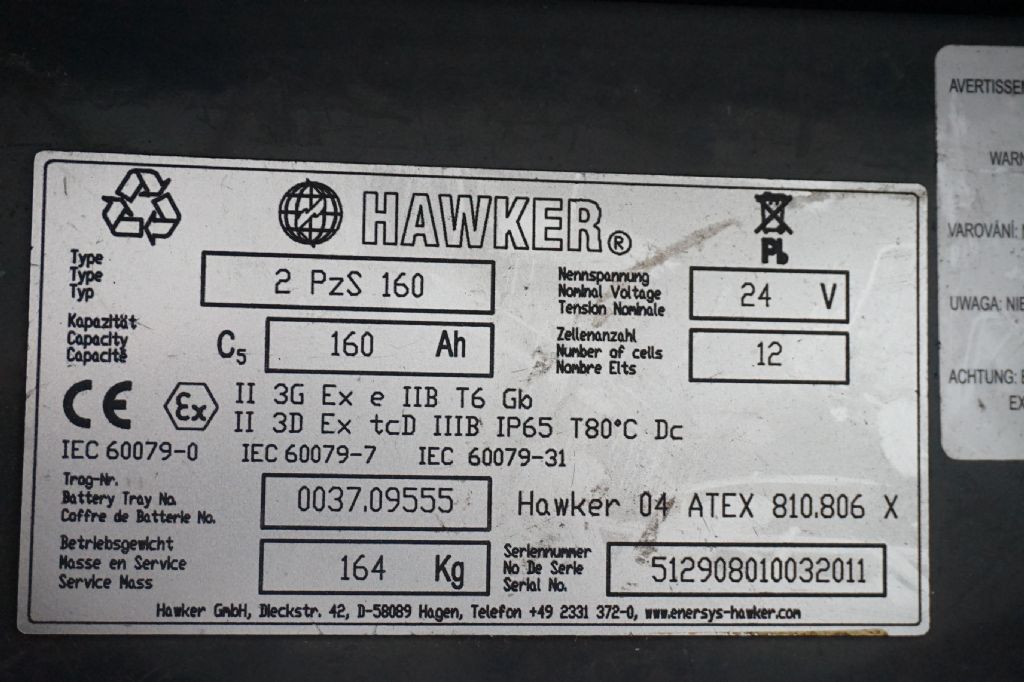 HAWKER®
Pb
Type
Type
Typ
2 PzS 160
Nennspannung
Nominal Voltage
Tension Nominale
24 V
Kapazität
Capacity
Capacité
C5 160 Ah
Zellenanzahl
Number of cells
Nombre Elts
12
CE Ex II 3G Ex e IIB T6 Gb
II 3D Ex tcD IIIB IP65 T80°C Dc
IEC 60079-0 IEC 60079-7 IEC 60079-31
Trog-Nr.
Battery Tray No.
Coffre de Batterie No.
0037.09555
Hawker 04 ATEX 810.806 X
Betriebsgewicht
Masse en Service
Service Mass
164 Kg
Seriennummer
No De Serie
Serial No.
512908010032011
Hawker GmbH, Dieckstr. 42, D-58089 Hagen, Telefon +49 2331 372-0, www.enersys-hawker.com
AVERTISSEM
WARN
VAROVÁNÍ:
UWAGA: NIE
ACHTUNG: E
EX